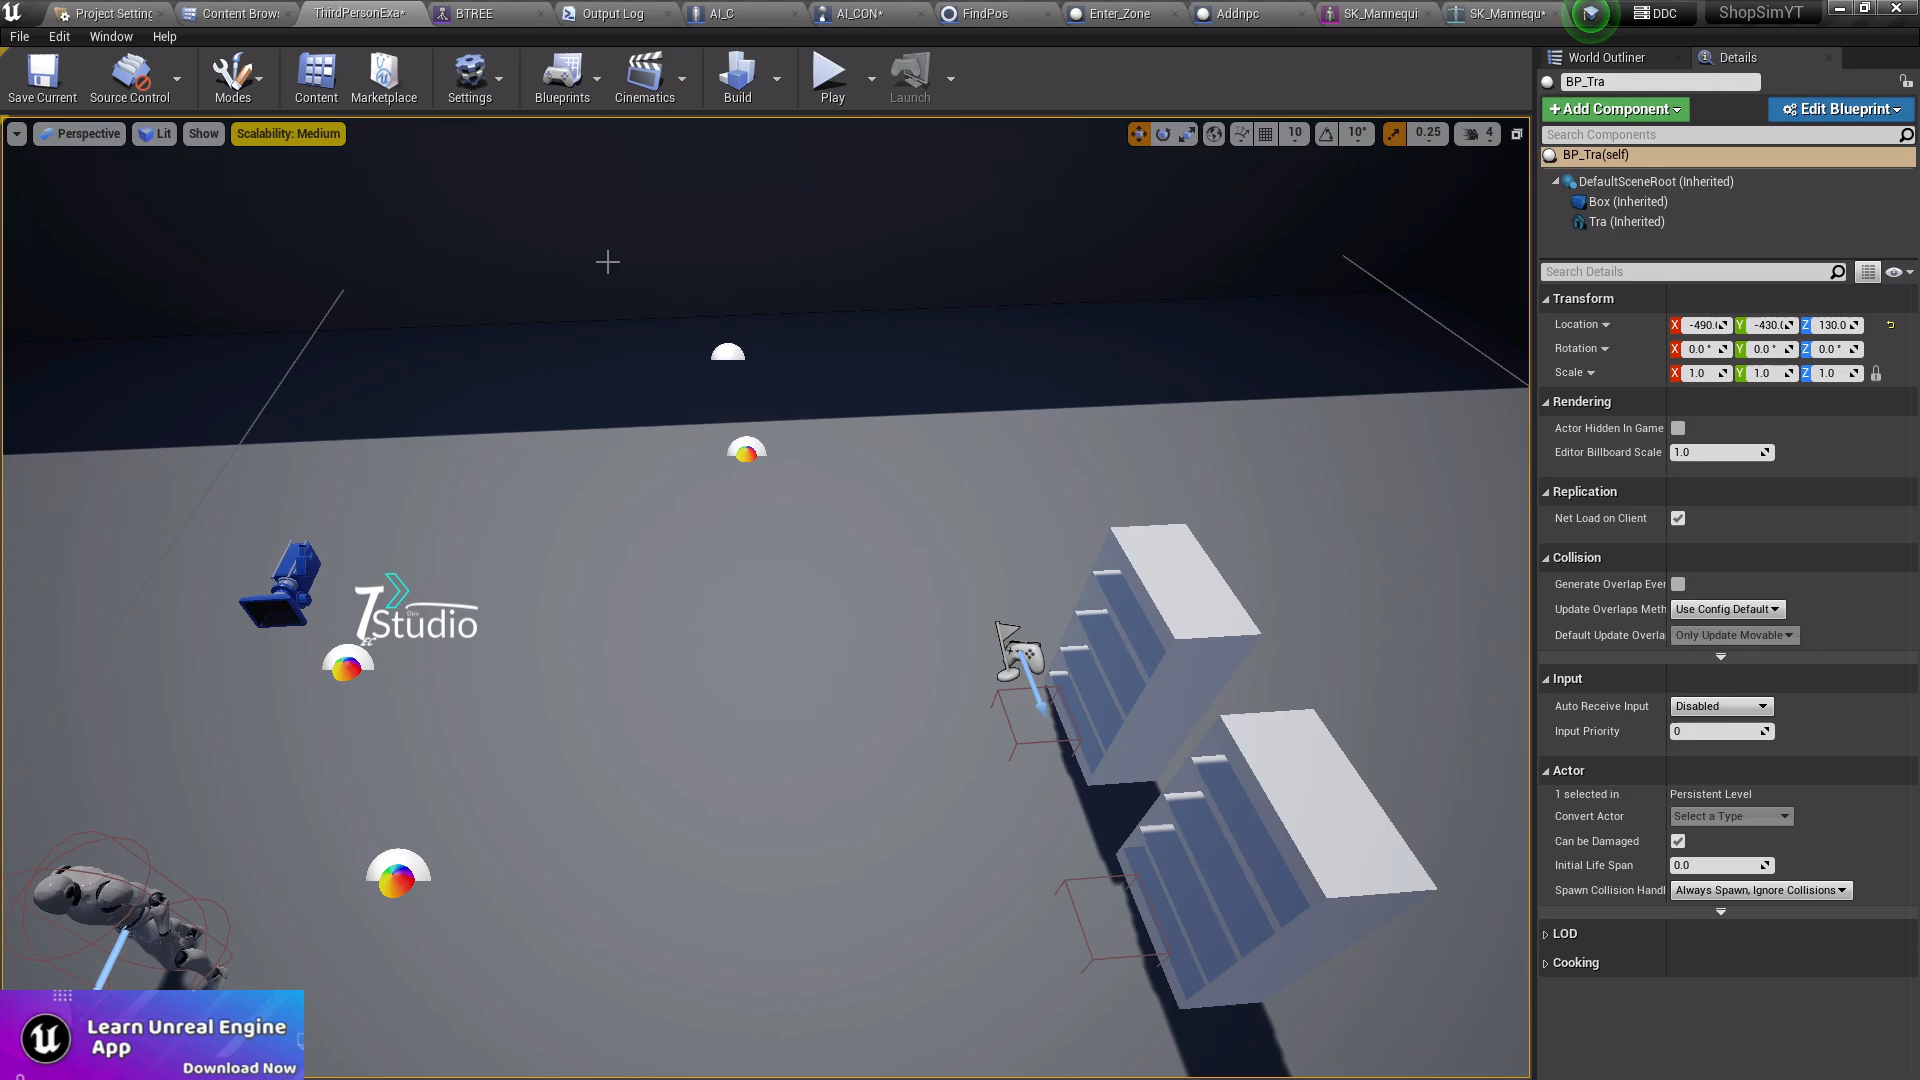 Project Setting
Content Brow
ThirdPersonExa*
BTREE
Output Log
AI_C
AI_CON*
FindPos
Enter_Zone
Addnpc
SK_Mannequi
SK_Mannequ*
DDC
ShopSimYT
File
Edit
Window
Help
Save Current
Source Control
Modes
Content
Marketplace
Settings
Blueprints
Cinematics
Build
Play
Launch
Perspective
Lit
Show
Scalability: Medium
10
10°
0.25
4
World Outliner
Details
BP_Tra
+Add Component
Edit Blueprint
Search Components
BP_Tra(self)
DefaultSceneRoot (Inherited)
Box (Inherited)
Tra (Inherited)
Search Details
Transform
Location X -490.0 Y -430.0 Z 130.0
Rotation X 0.0 ° Y 0.0 ° Z 0.0 °
Scale X 1.0 Y 1.0 Z 1.0
Rendering
Actor Hidden In Game
Editor Billboard Scale 1.0
Replication
Net Load on Client
Collision
Generate Overlap Ever
Update Overlaps Meth Use Config Default
Default Update Overla Only Update Movable
Input
Auto Receive Input Disabled
Input Priority 0
Actor
1 selected in Persistent Level
Convert Actor Select a Type
Can be Damaged
Initial Life Span 0.0
Spawn Collision Handl Always Spawn, Ignore Collisions
LOD
Cooking
7 Dev
Studio
EC
Learn Unreal Engine
App
Download Now